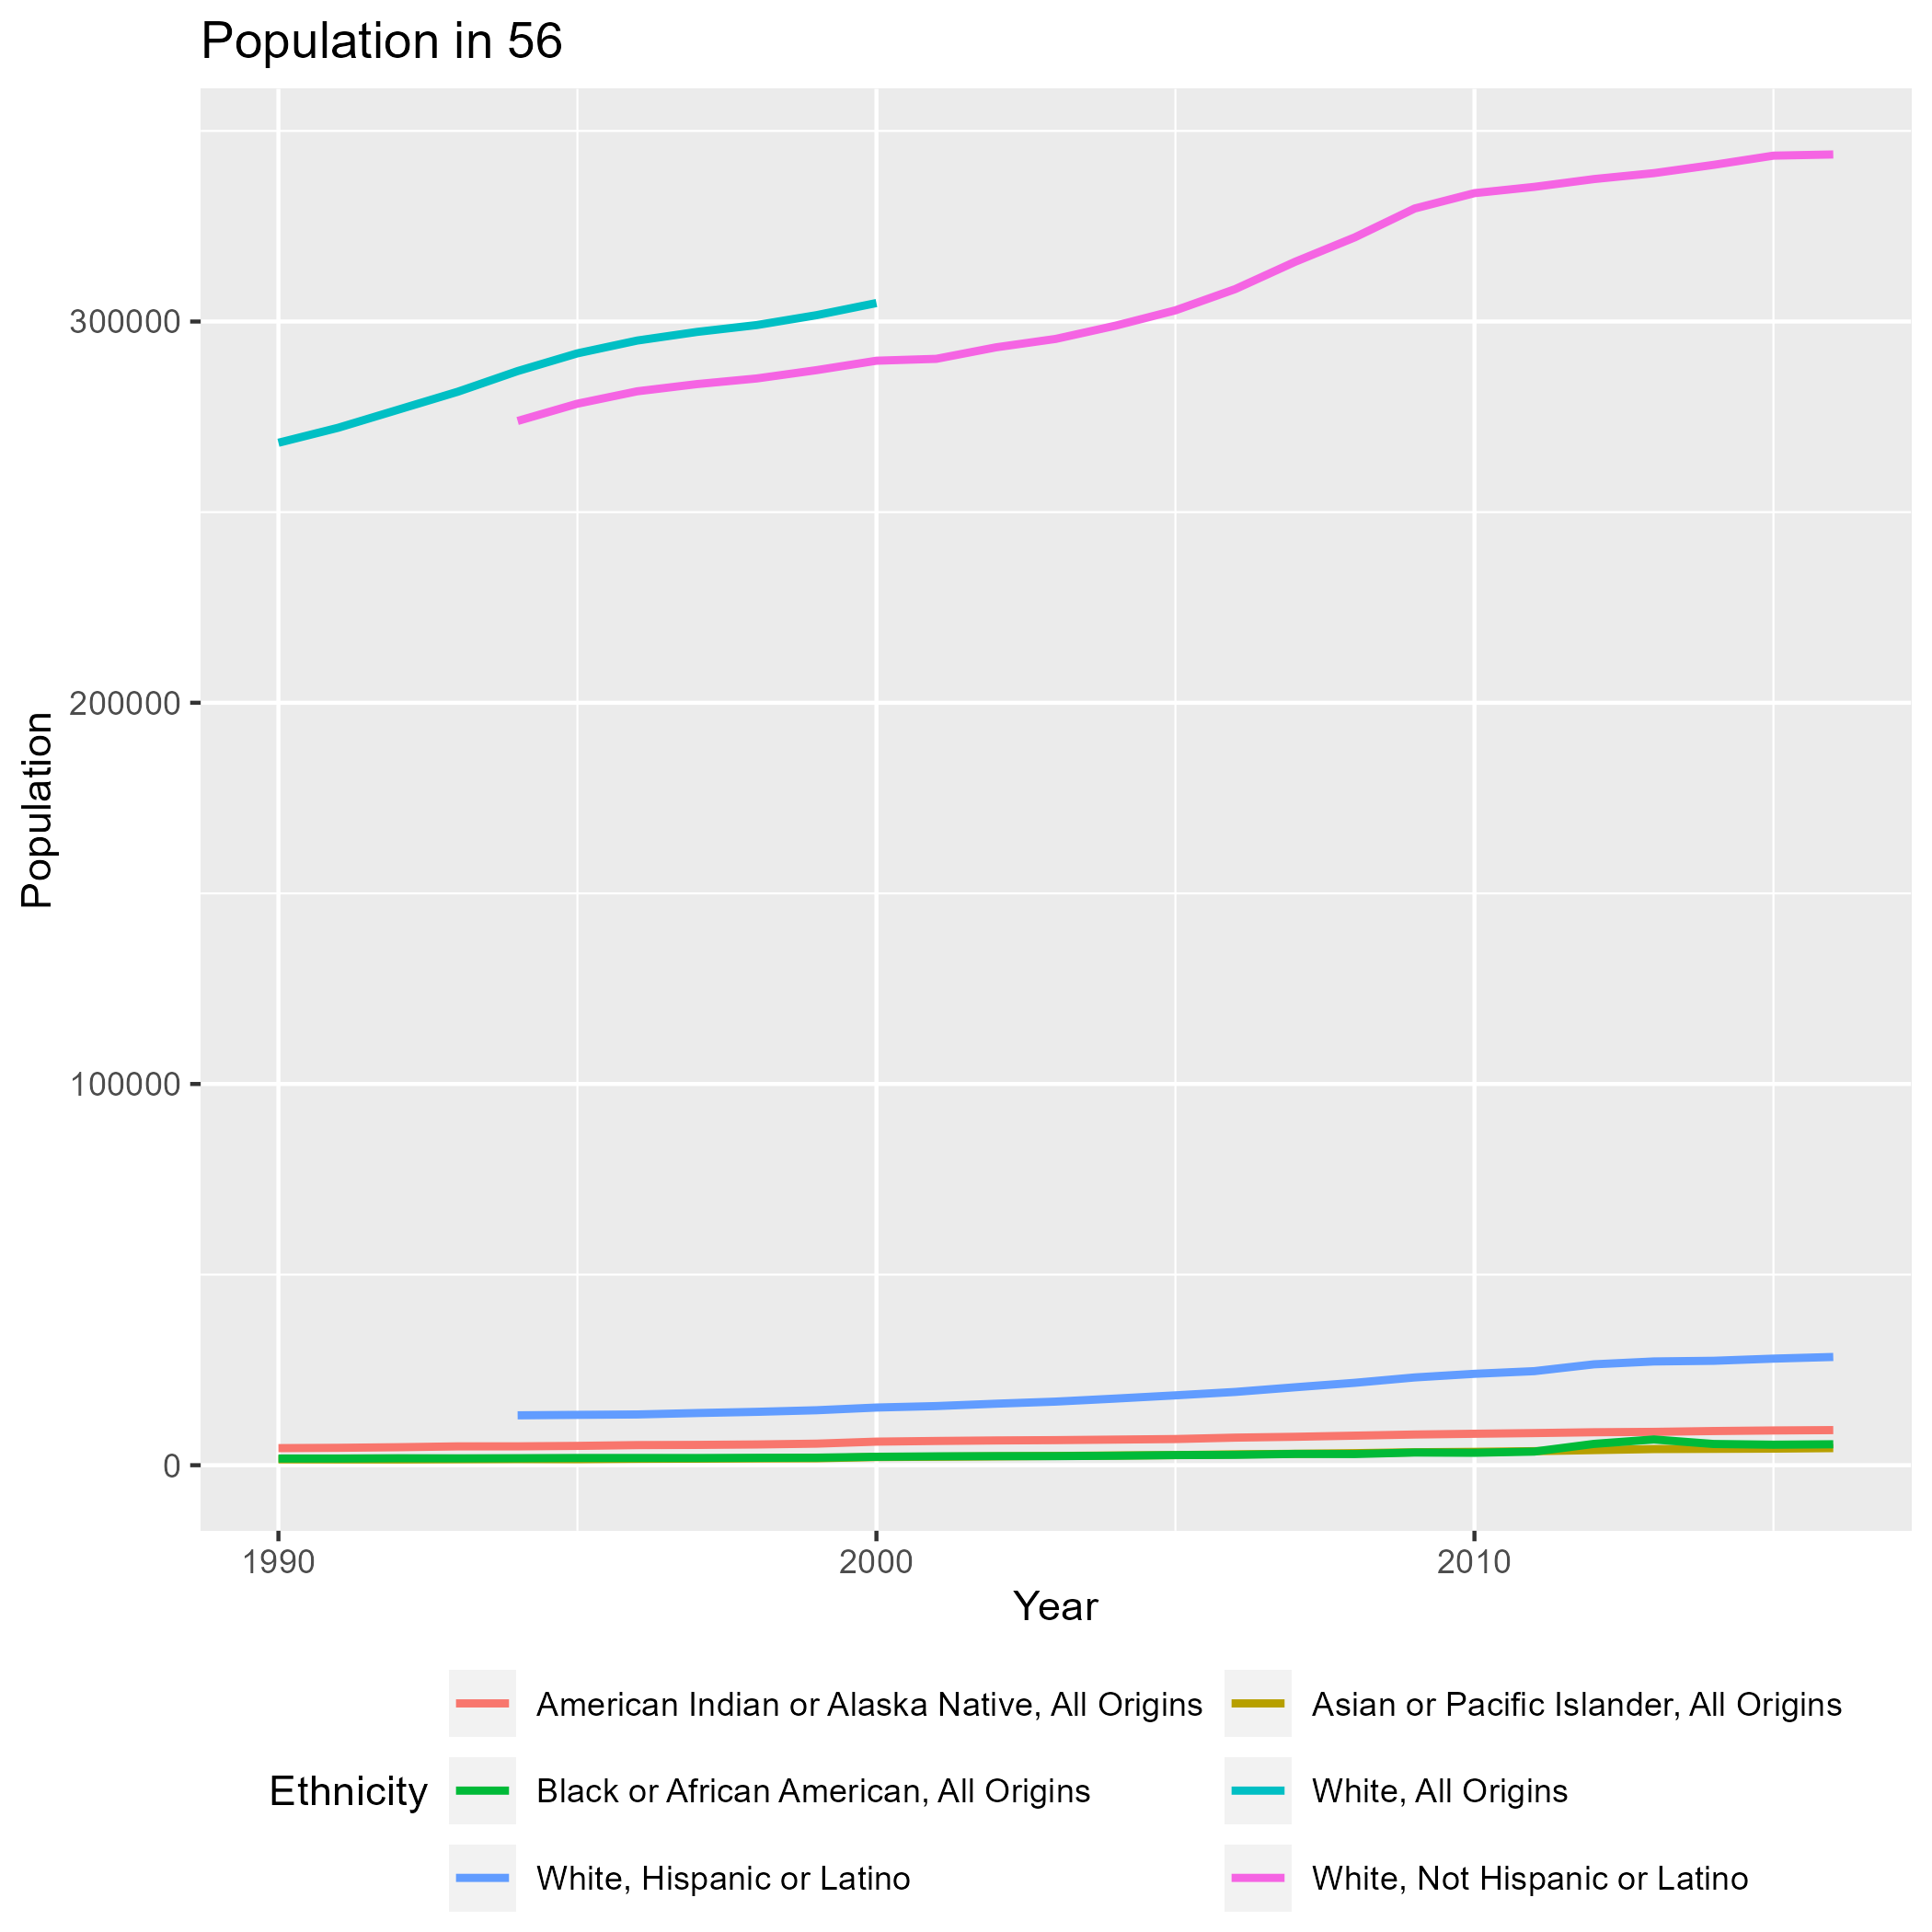 Population in 56
Population
300000
200000
100000
0
1990 2000 2010
Year
Ethnicity
American Indian or Alaska Native, All Origins
Asian or Pacific Islander, All Origins
Black or African American, All Origins
White, All Origins
White, Hispanic or Latino
White, Not Hispanic or Latino